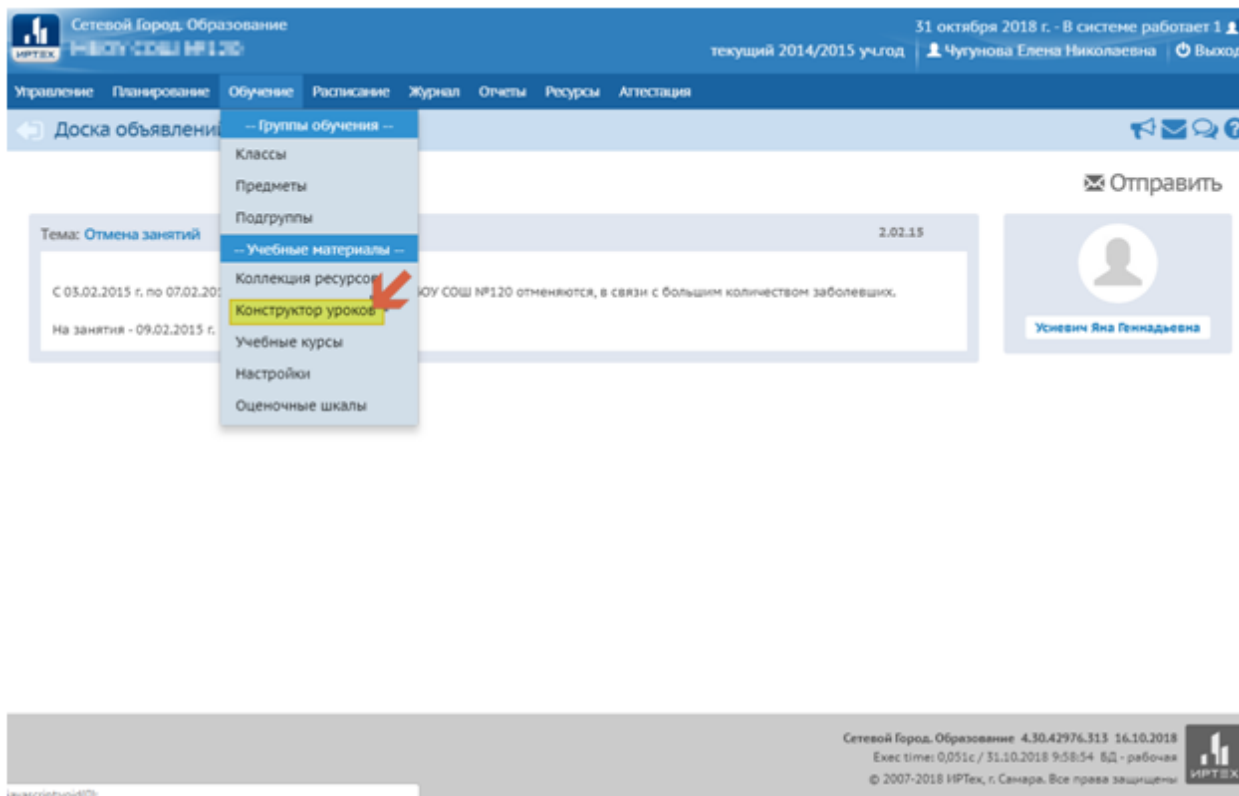 Сетевой Город. Образование
31 октября 2018 г. - В системе работает 1
СОШ №120
текущий 2014/2015 уч.год
Чугунова Елена Николаевна
Выход
ИРТЕХ
Управление Планирование Обучение Расписание Журнал Отчеты Ресурсы Аттестация
Доска объявлени
-- Группы обучения --
Классы
Предметы
Подгруппы
-- Учебные материалы --
Коллекция ресурсов
Конструктор уроков
Учебные курсы
Настройки
Оценочные шкалы
Отправить
Тема: Отмена занятий
2.02.15
С 03.02.2015 г. по 07.02.201 БОУ СОШ №120 отменяются, в связи с большим количеством заболевших.
На занятия - 09.02.2015 г.
Усиевич Яна Геннадьевна
Сетевой Город. Образование 4.30.42976.313 16.10.2018
Exec time: 0,051с / 31.10.2018 9:58:54 БД - рабочая
© 2007-2018 ИРТех, г. Самара. Все права защищены
ИРТЕХ